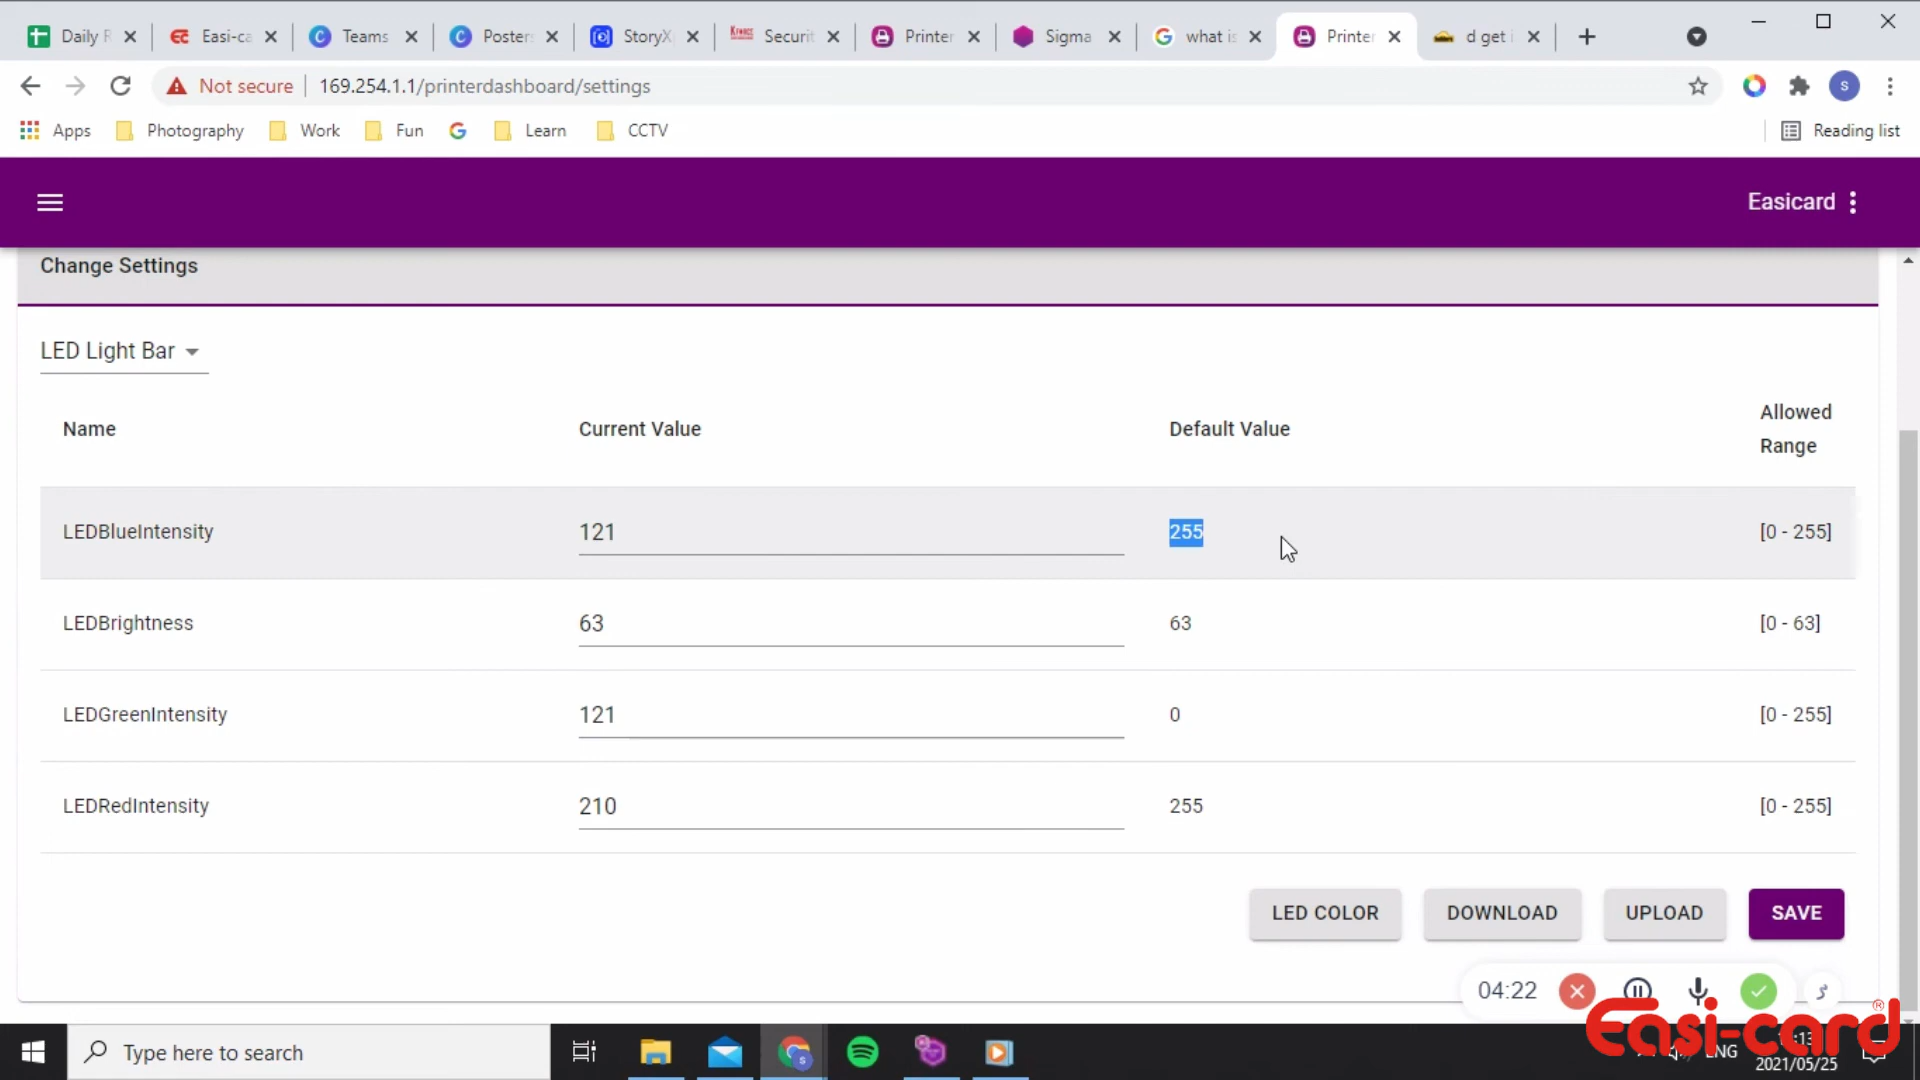 Daily R
Easi-ca
Teams
Posters
StoryX
Kronos Securit
Printer
Sigma
what is
Printer
d get i
Not secure
169.254.1.1/printerdashboard/settings
S
Apps
Photography
Work
Fun
Learn
CCTV
Reading list
Easicard
Change Settings
LED Light Bar
Name
Current Value
Default Value
Allowed
Range
LEDBlueIntensity
121
255
[0 - 255]
LEDBrightness
63
63
[0 - 63]
LEDGreenIntensity
121
0
[0 - 255]
LEDRedIntensity
210
255
[0 - 255]
LED COLOR
DOWNLOAD
UPLOAD
SAVE
04:22
Easi-card®
Type here to search
ENG
2021/05/25